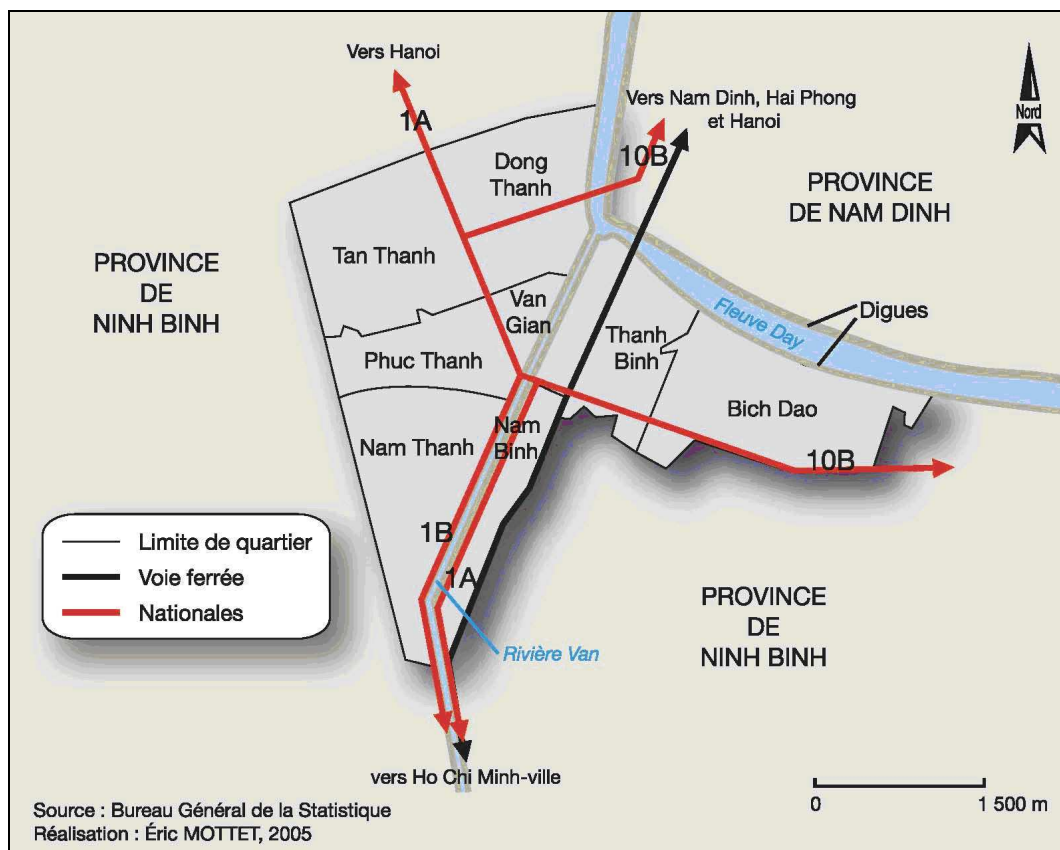 Vers Hanoi
1A
Vers Nam Dinh, Hai Phong
et Hanoi
Nord
10B
Dong
Thanh
PROVINCE
DE NAM DINH
Tan Thanh
PROVINCE
DE
NINH BINH
Van
Gian
Fleuve Day
Digues
Thanh
Binh
Phuc Thanh
Bich Dao
Nam Thanh
Nam
Binh
10B
1B
1A
Limite de quartier
Voie ferrée
Nationales
PROVINCE
DE
NINH BINH
Rivière Van
vers Ho Chi Minh-ville
0 1 500 m
Source : Bureau Général de la Statistique
Réalisation : Éric MOTTET, 2005